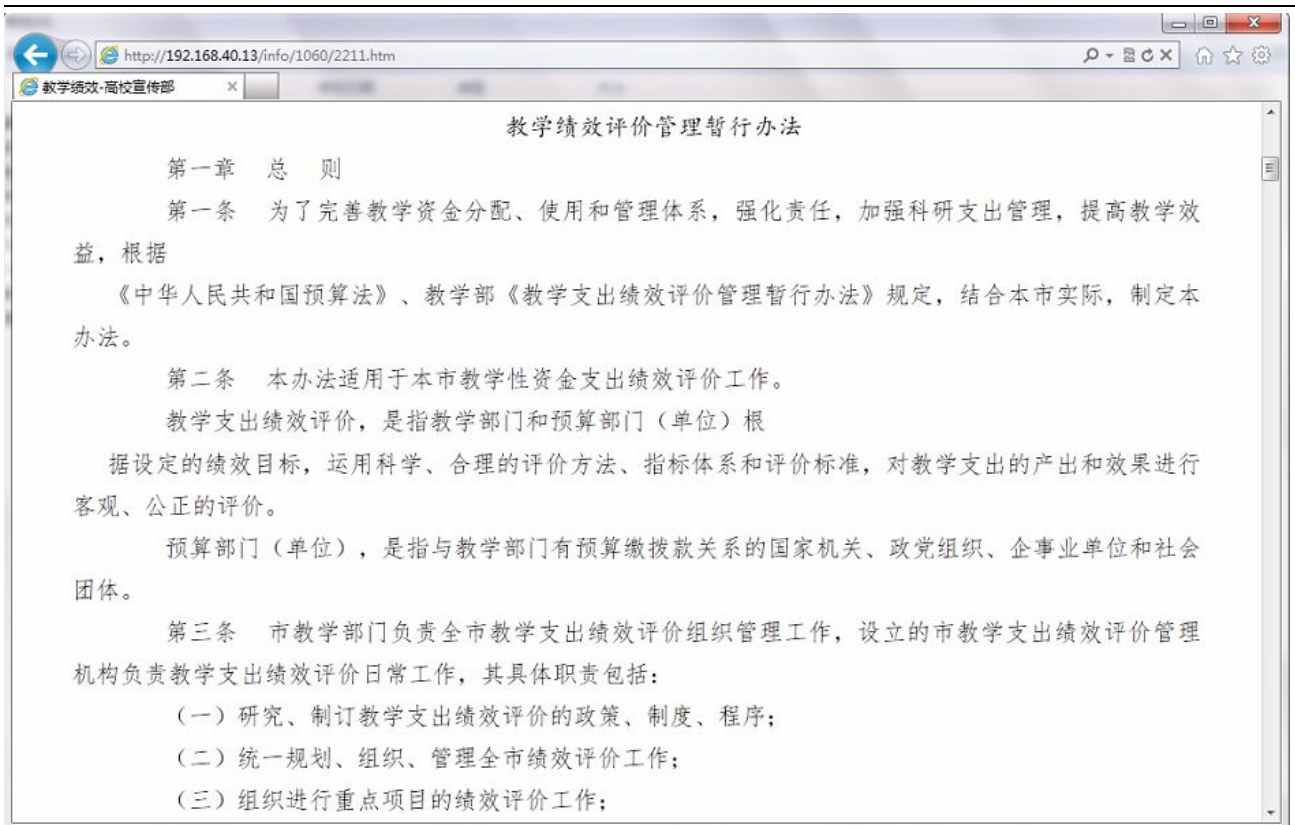 http://192.168.40.13/info/1060/2211.htm
教学绩效-高校宣传部
教学绩效评价管理暂行办法
第一章 总 则
第一条 为了完善教学资金分配、使用和管理体系，强化责任，加强科研支出管理，提高教学效
益，根据
《中华人民共和国预算法》、教学部《教学支出绩效评价管理暂行办法》规定，结合本市实际，制定本
办法。
第二条 本办法适用于本市教学性资金支出绩效评价工作。
教学支出绩效评价，是指教学部门和预算部门（单位）根
据设定的绩效目标，运用科学、合理的评价方法、指标体系和评价标准，对教学支出的产出和效果进行
客观、公正的评价。
预算部门（单位），是指与教学部门有预算缴拨款关系的国家机关、政党组织、企事业单位和社会
团体。
第三条 市教学部门负责全市教学支出绩效评价组织管理工作，设立的市教学支出绩效评价管理
机构负责教学支出绩效评价日常工作，其具体职责包括：
（一）研究、制订教学支出绩效评价的政策、制度、程序；
（二）统一规划、组织、管理全市绩效评价工作；
（三）组织进行重点项目的绩效评价工作；